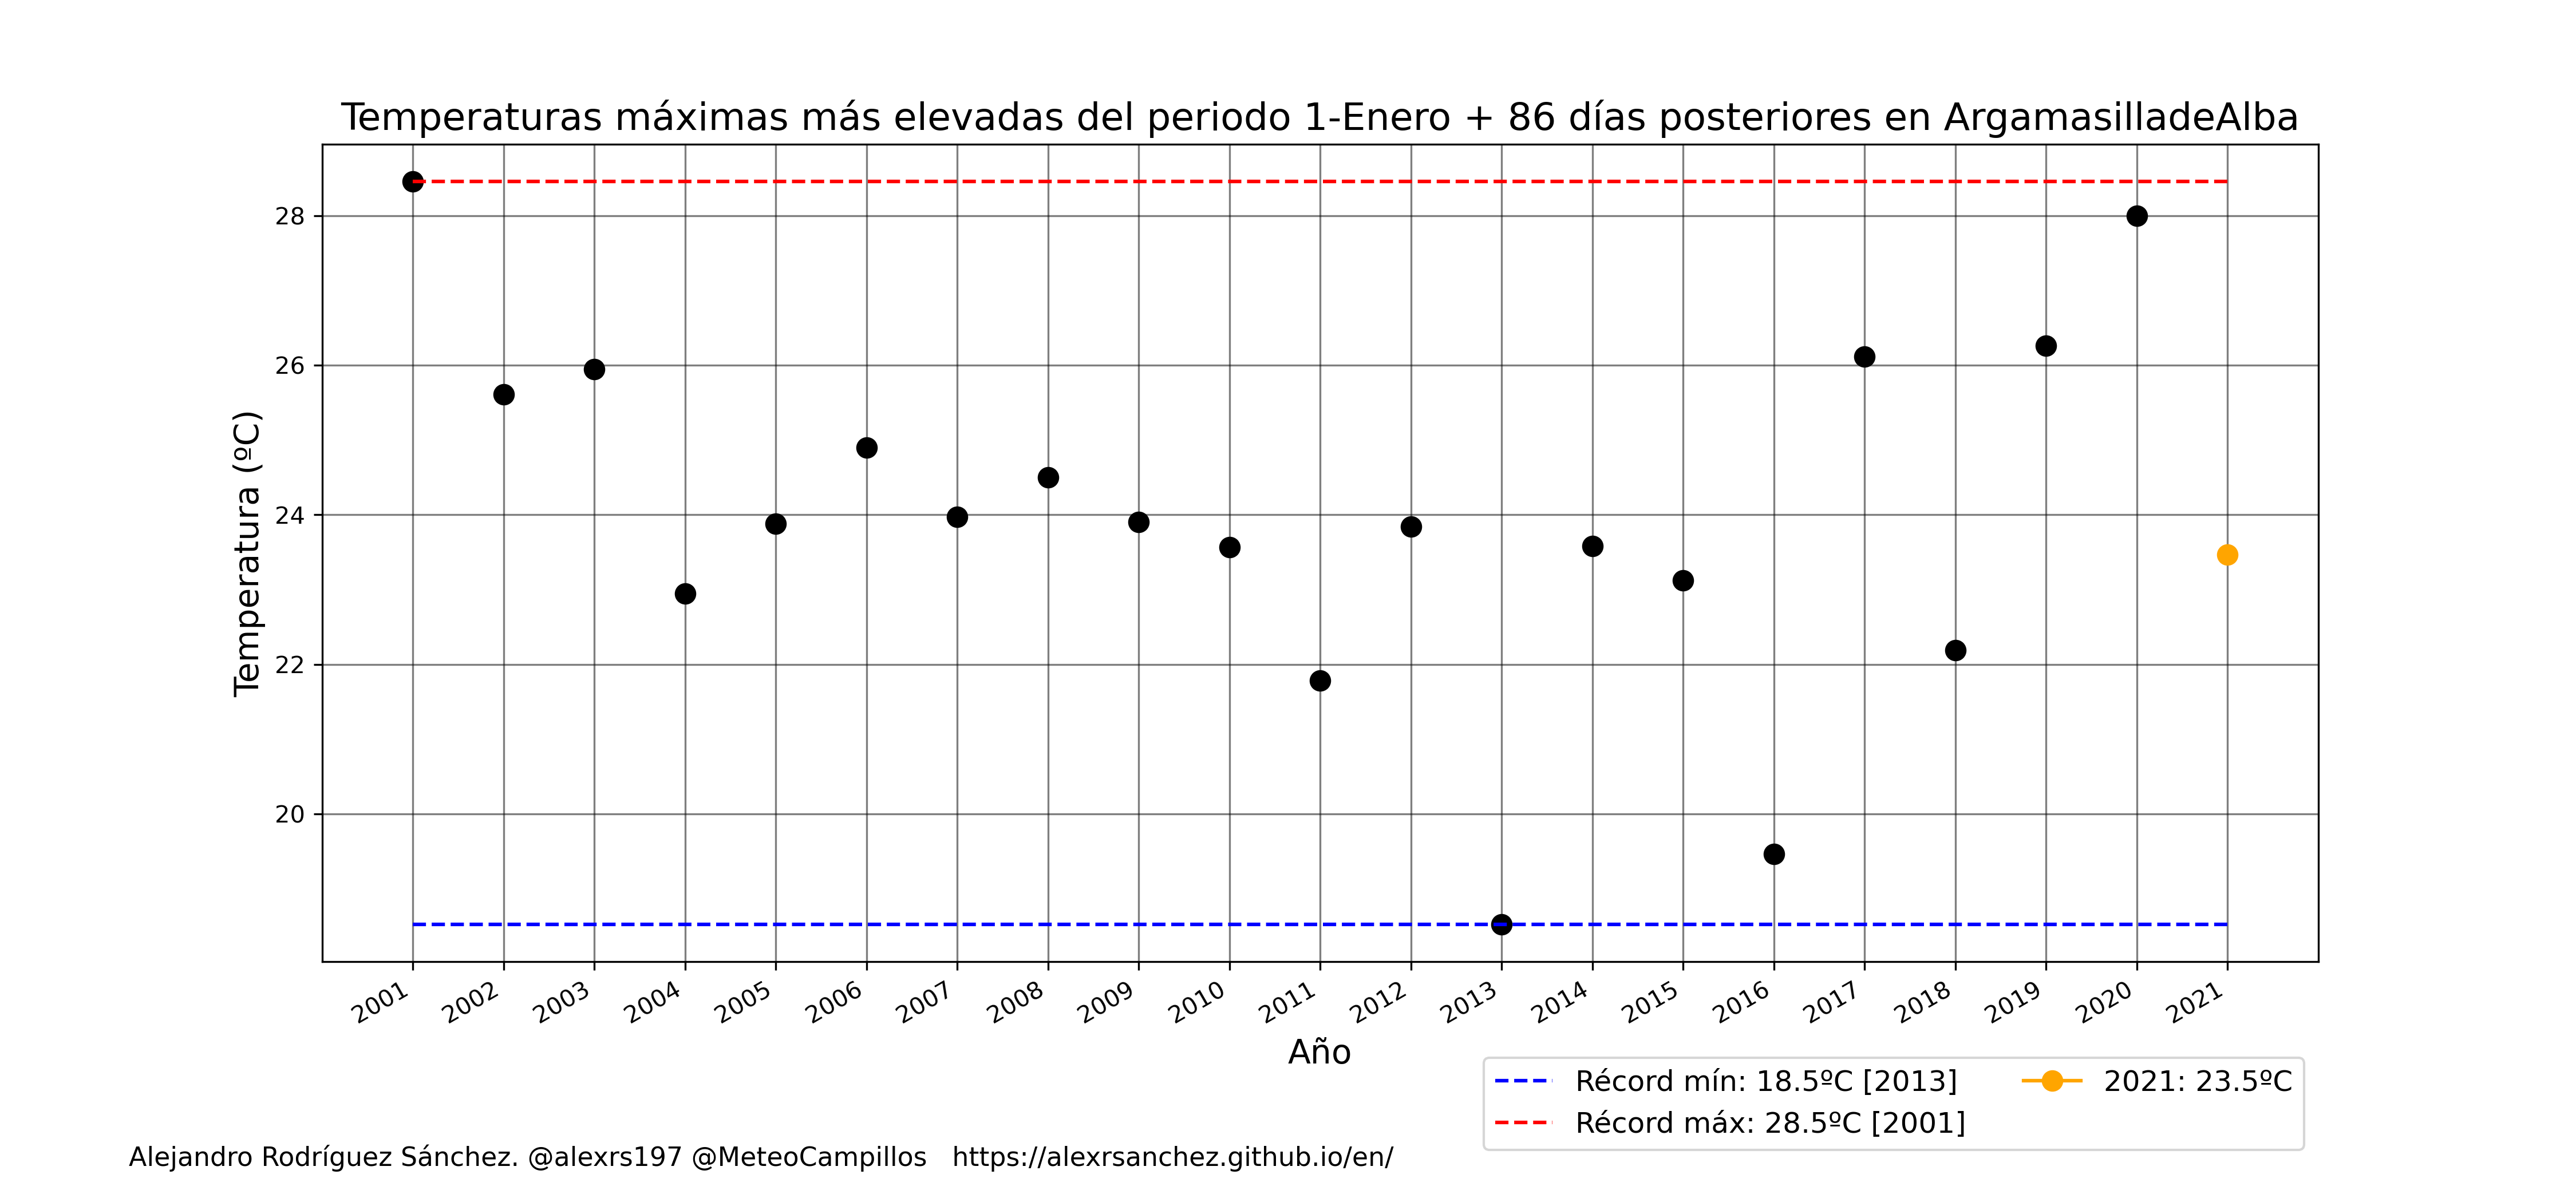 Temperaturas máximas más elevadas del periodo 1-Enero + 86 días posteriores en ArgamasilladeAlba
Temperatura (ºC)
28
26
24
22
20
2001 2002 2003 2004 2005 2006 2007 2008 2009 2010 2011 2012 2013 2014 2015 2016 2017 2018 2019 2020 2021
Año
Récord mín: 18.5ºC [2013]
Récord máx: 28.5ºC [2001]
2021: 23.5ºC
Alejandro Rodríguez Sánchez. @alexrs197 @MeteoCampillos https://alexrsanchez.github.io/en/